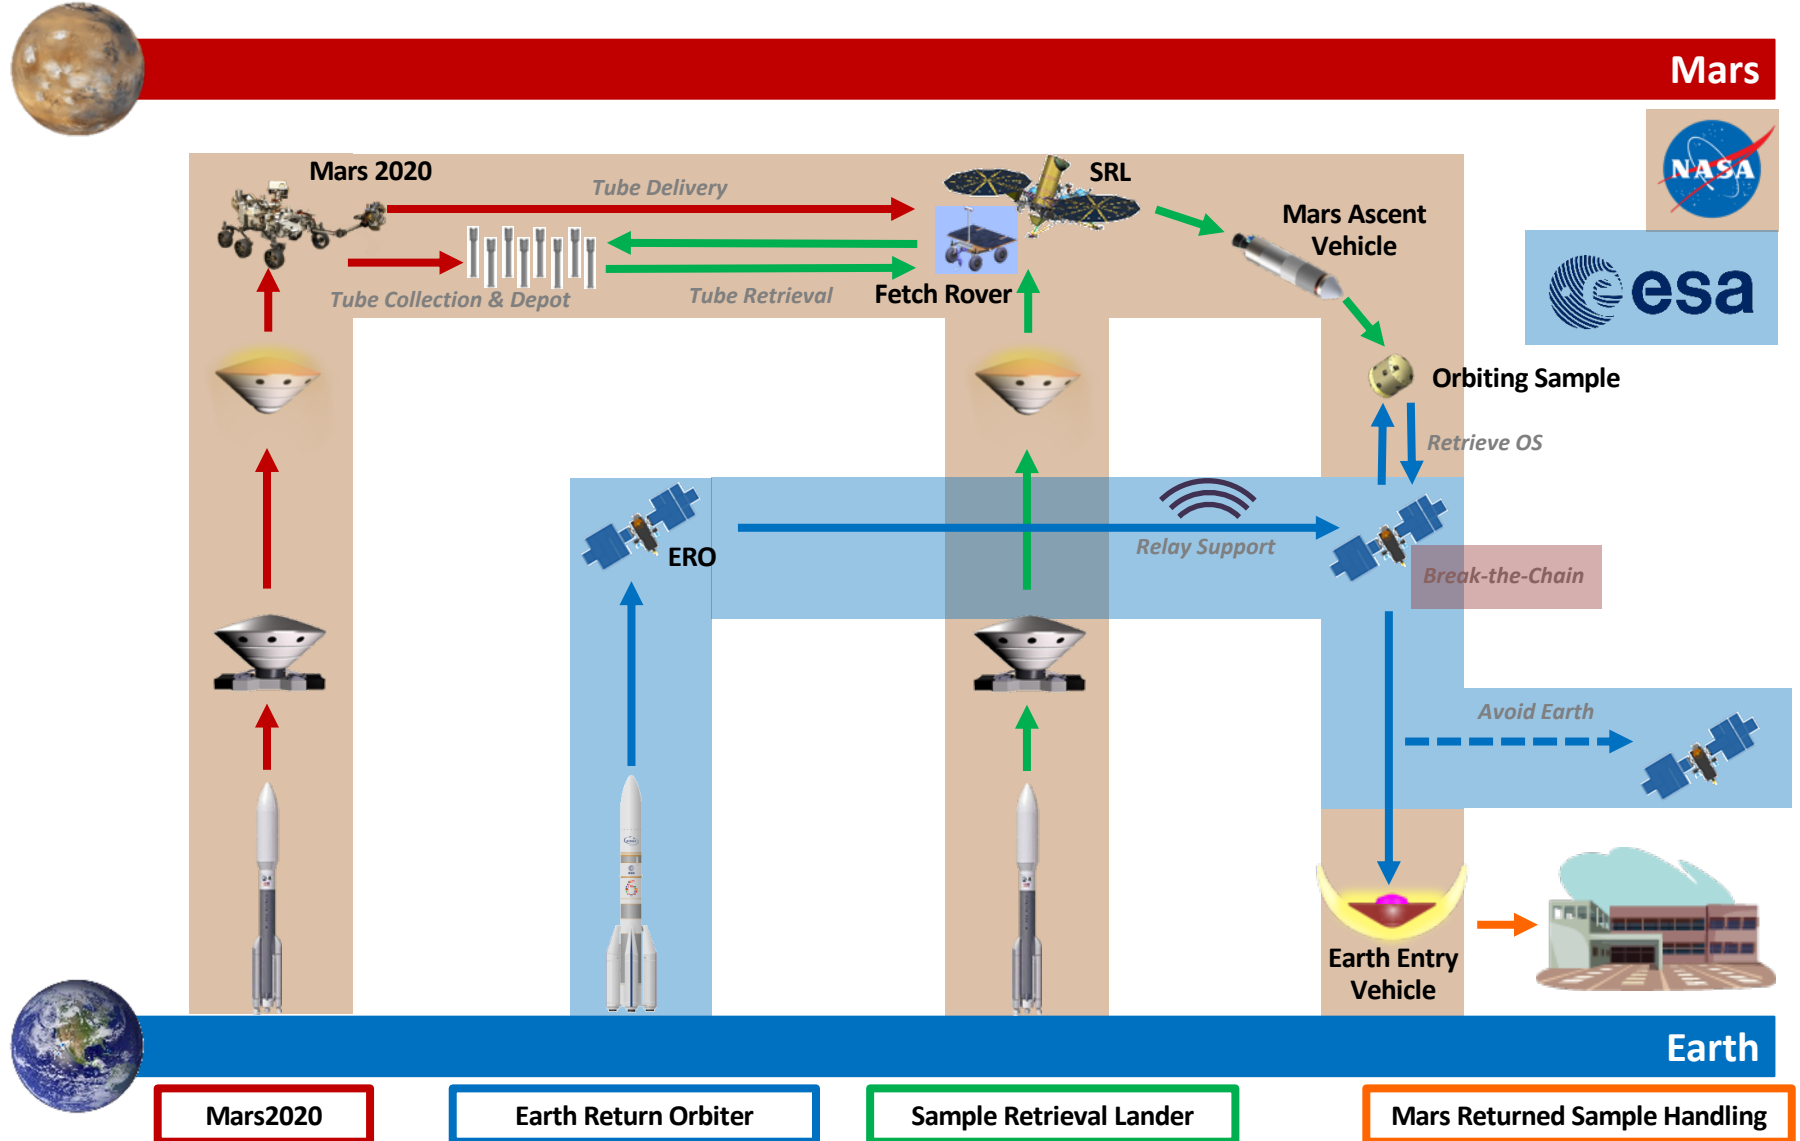 Mars
NASA
esa
Mars 2020
Tube Delivery
SRL
Mars Ascent
Vehicle
Tube Collection & Depot
Tube Retrieval
Fetch Rover
Orbiting Sample
Retrieve OS
ERO
Relay Support
Break-the-Chain
Avoid Earth
Earth Entry
Vehicle
Earth
Mars2020
Earth Return Orbiter
Sample Retrieval Lander
Mars Returned Sample Handling